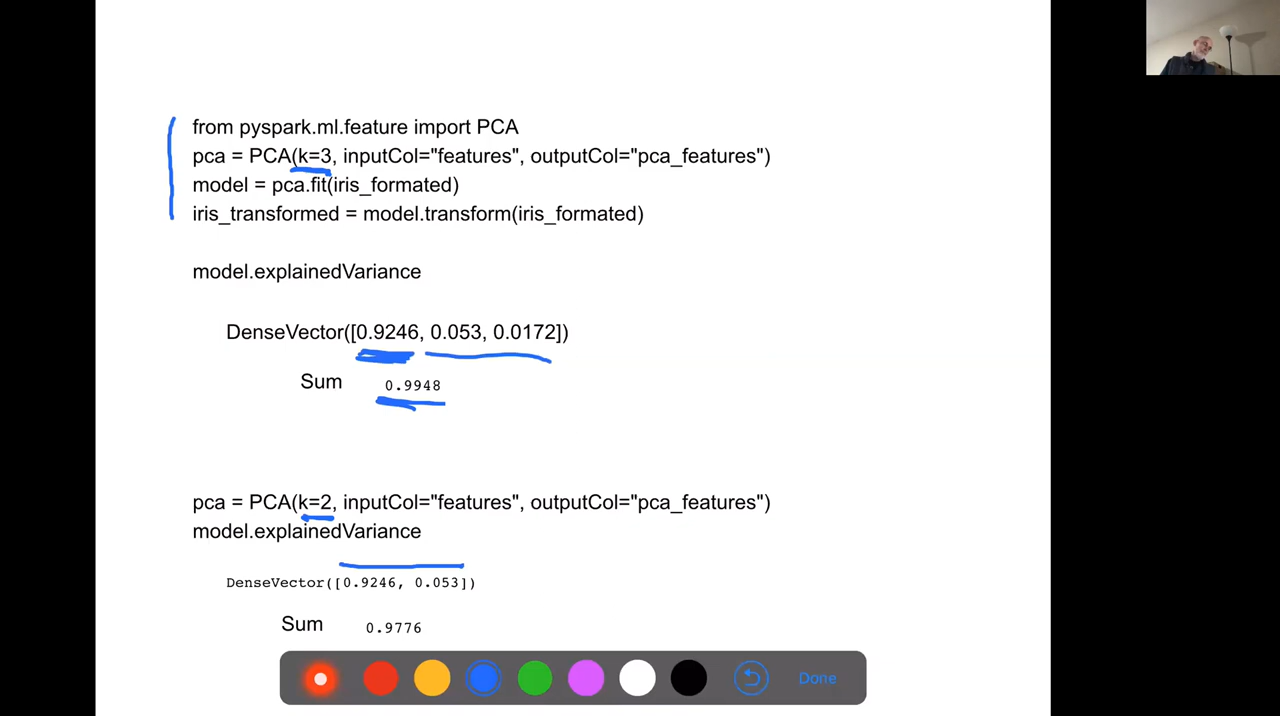 from pyspark.ml.feature import PCA
pca = PCA(k=3, inputCol="features", outputCol="pca_features")
model = pca.fit(iris_formated)
iris_transformed = model.transform(iris_formated)
model.explainedVariance
DenseVector([0.9246, 0.053, 0.0172])
Sum 0.9948
pca = PCA(k=2, inputCol="features", outputCol="pca_features")
model.explainedVariance
DenseVector([0.9246, 0.053])
Sum 0.9776
Done